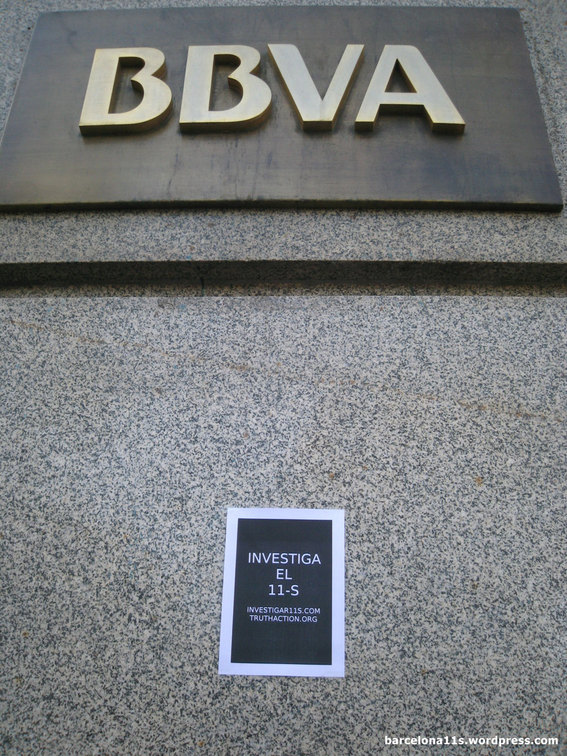 BBVA
INVESTIGA
EL
11-S
INVESTIGAR11S.COM
TRUTHACTION.ORG
barcelona11s.wordpress.com